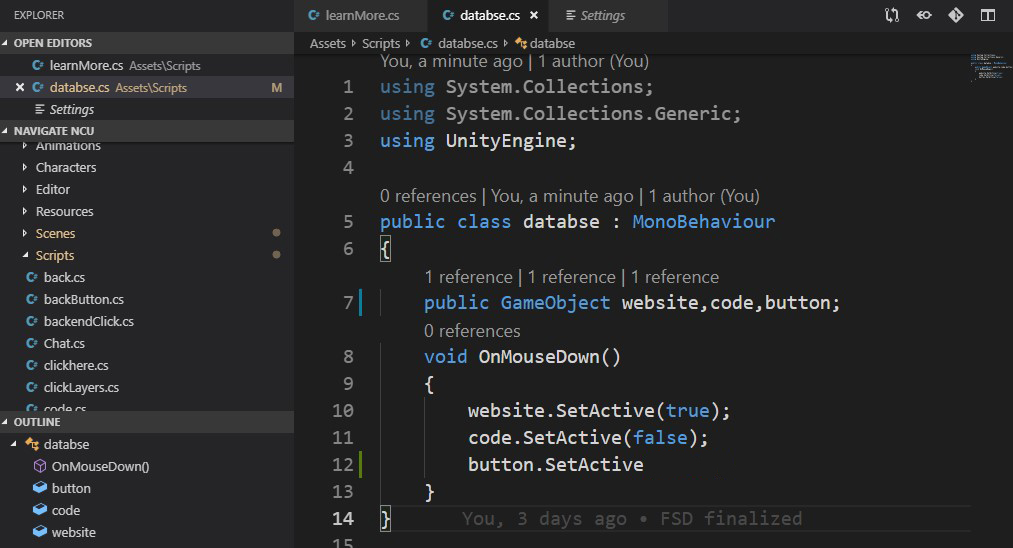 EXPLORER
OPEN EDITORS
learnMore.cs Assets\Scripts
databse.cs Assets\Scripts M
Settings
NAVIGATE NCU
Animations
Characters
Editor
Resources
Scenes
Scripts
back.cs
backButton.cs
backendClick.cs
Chat.cs
clickhere.cs
clickLayers.cs
code.cs
OUTLINE
databse
OnMouseDown()
button
code
website
learnMore.cs databse.cs Settings
Assets Scripts databse.cs databse
You, a minute ago | 1 author (You)
1 using System.Collections;
2 using System.Collections.Generic;
3 using UnityEngine;
4
0 references | You, a minute ago | 1 author (You)
5 public class databse : MonoBehaviour
6 {
1 reference | 1 reference | 1 reference
7 public GameObject website,code,button;
0 references
8 void OnMouseDown()
9 {
10 website.SetActive(true);
11 code.SetActive(false);
12 button.SetActive
13 }
14 } You, 3 days ago • FSD finalized
15